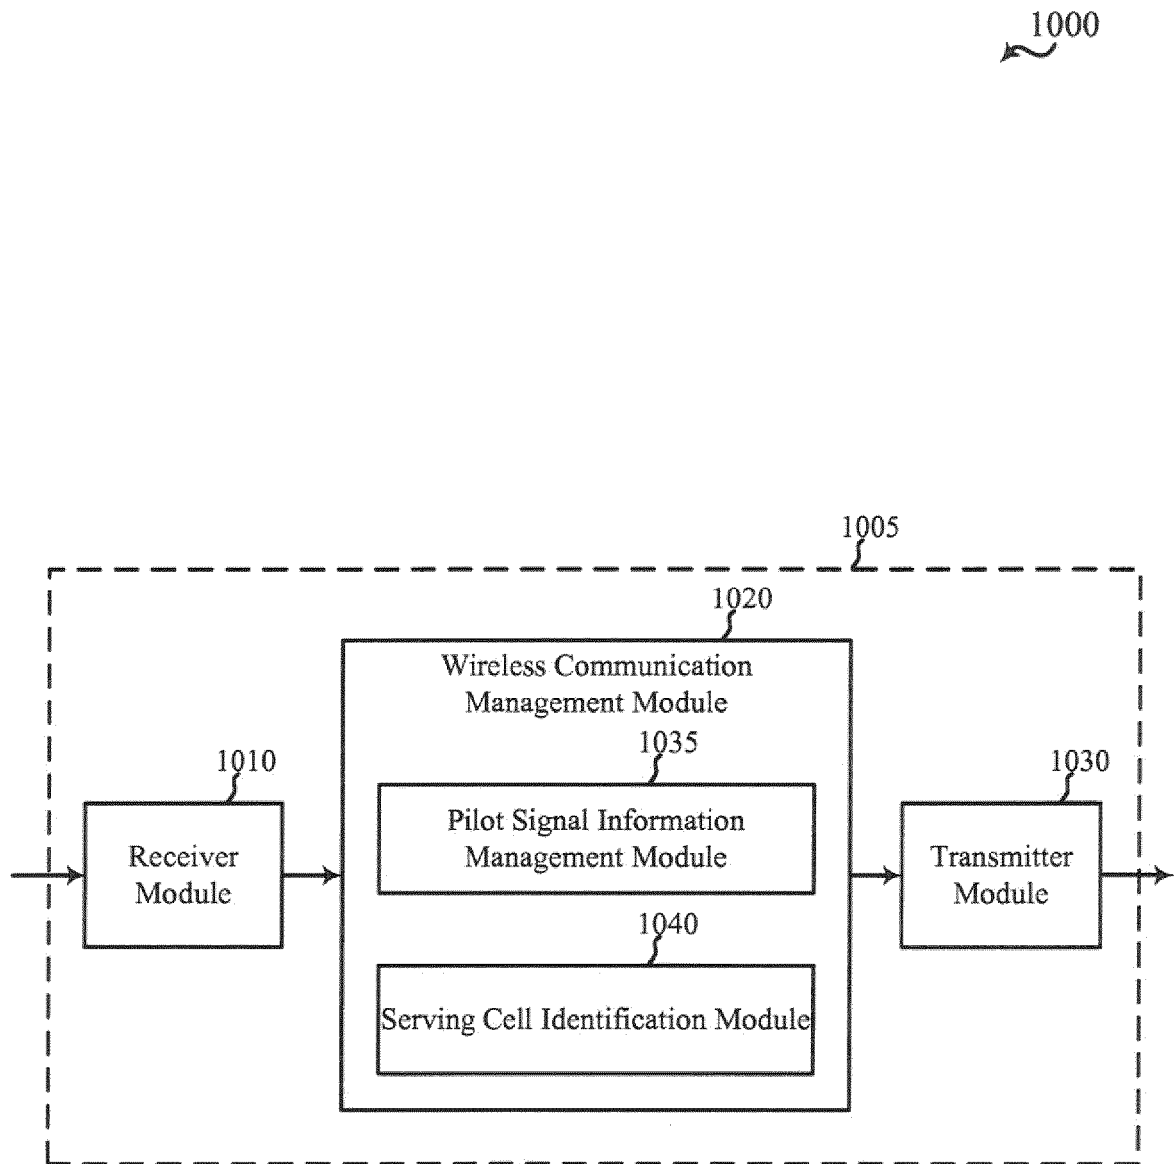 1000
1005
1020
Wireless Communication
Management Module
1035
1010
1030
Pilot Signal Information
Management Module
Receiver
Module
Transmitter
Module
1040
Serving Cell Identification Module